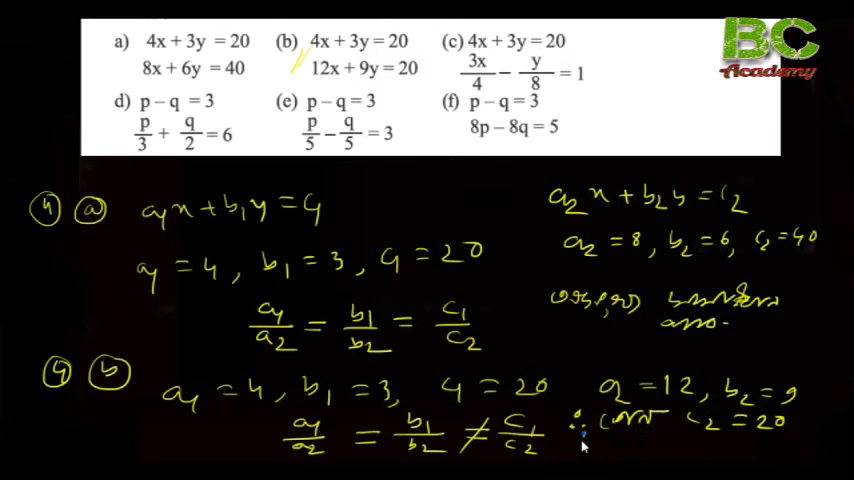 a) 4x + 3y = 20 (b) 4x + 3y = 20 (c) 4x + 3y = 20
8x + 6y = 40 12x + 9y = 20 3x/4 − y/8 = 1
d) p – q = 3 (e) p – q = 3 (f) p – q = 3
p/3 + q/2 = 6 p/5 − q/5 = 3 8p – 8q = 5
BC
Academy
4 a a₁x + b₁y = c₁ a₂x + b₂y = c₂
a₁ = 4, b₁ = 3, c₁ = 20 a₂ = 8, b₂ = 6, c₂ = 40
a₁/a₂ = b₁/b₂ = c₁/c₂
4 b a₁ = 4, b₁ = 3, c₁ = 20 a₂ = 12, b₂ = 9
a₁/a₂ = b₁/b₂ ≠ c₁/c₂ ∴ c₂ = 20